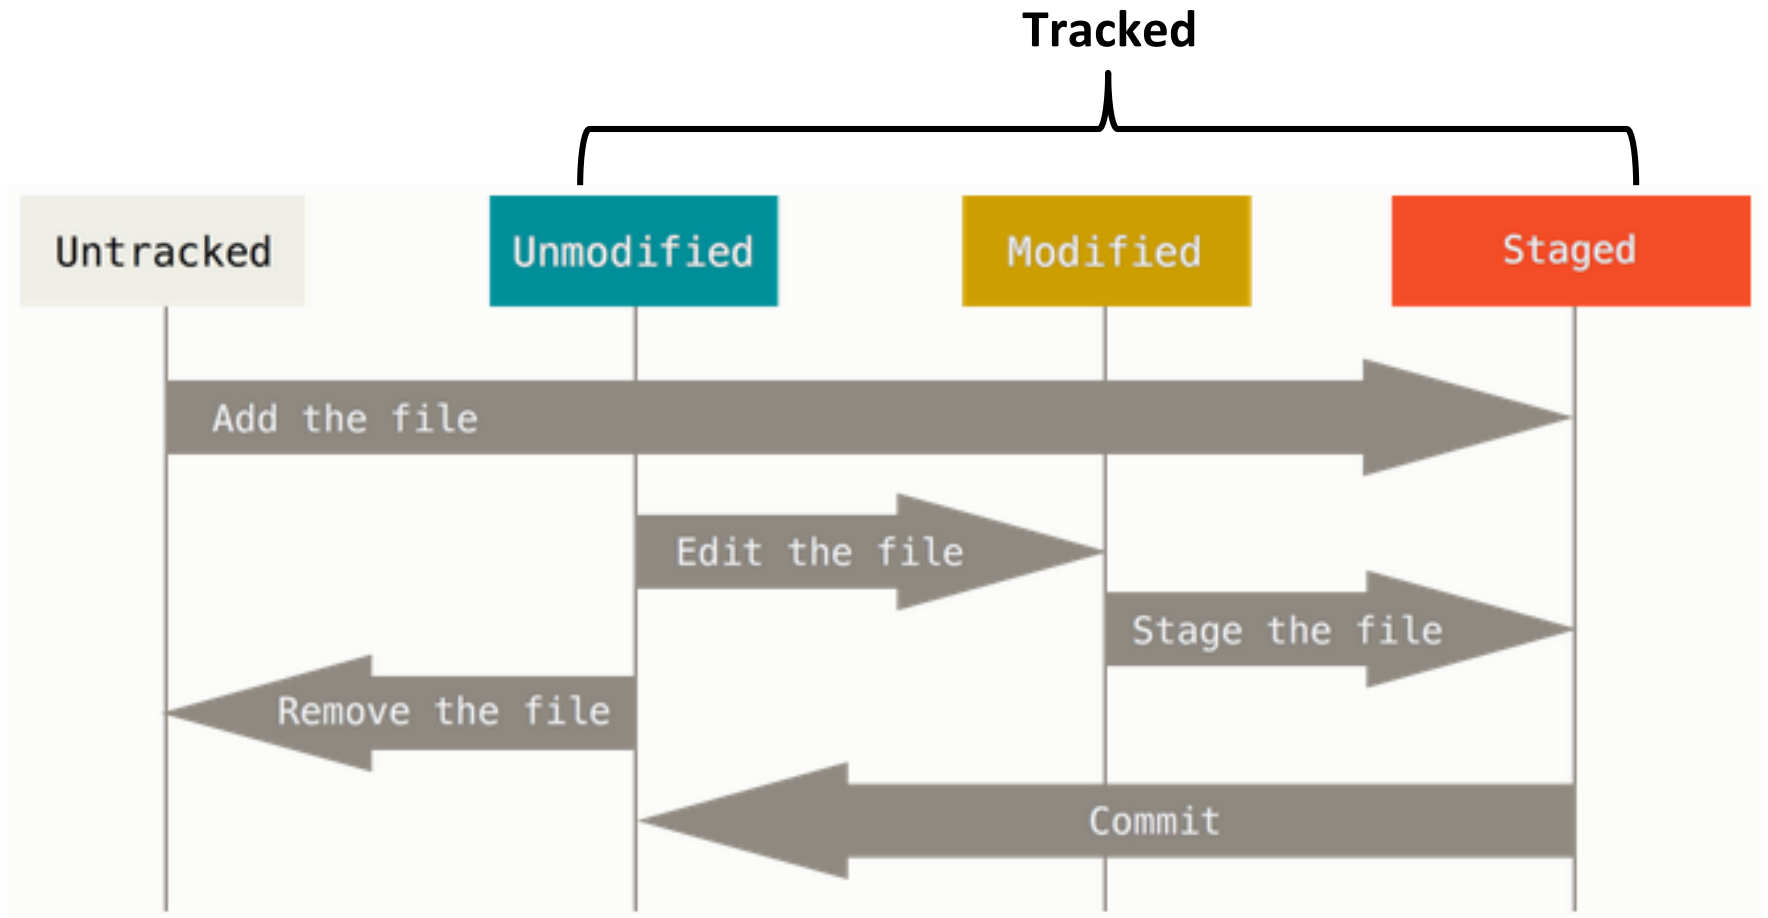 Tracked
Untracked
Unmodified
Modified
Staged
Add the file
Edit the file
Stage the file
Remove the file
Commit